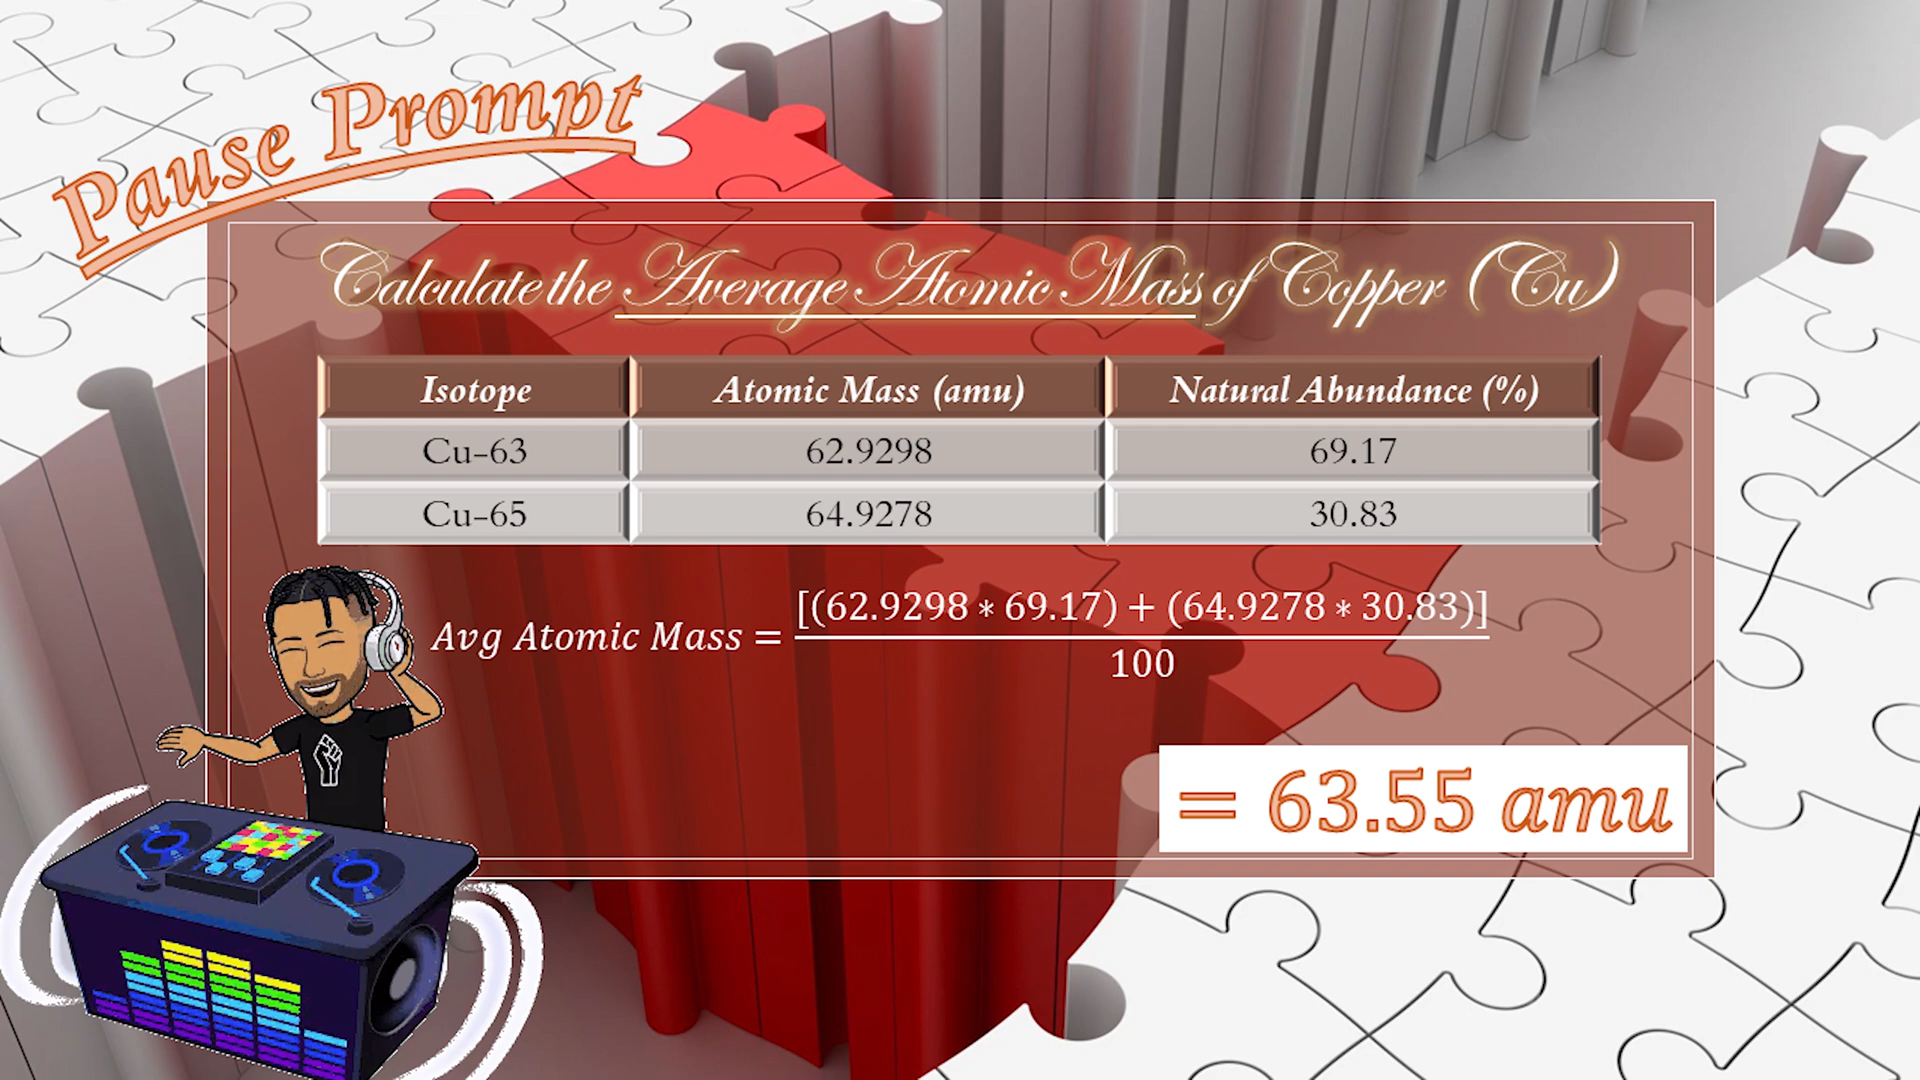 Pause Prompt
Calculate the Average Atomic Mass of Copper (Cu)
Isotope Atomic Mass (amu) Natural Abundance (%)
Cu-63 62.9298 69.17
Cu-65 64.9278 30.83
Avg Atomic Mass = [(62.9298 * 69.17) + (64.9278 * 30.83)]
100
= 63.55 amu